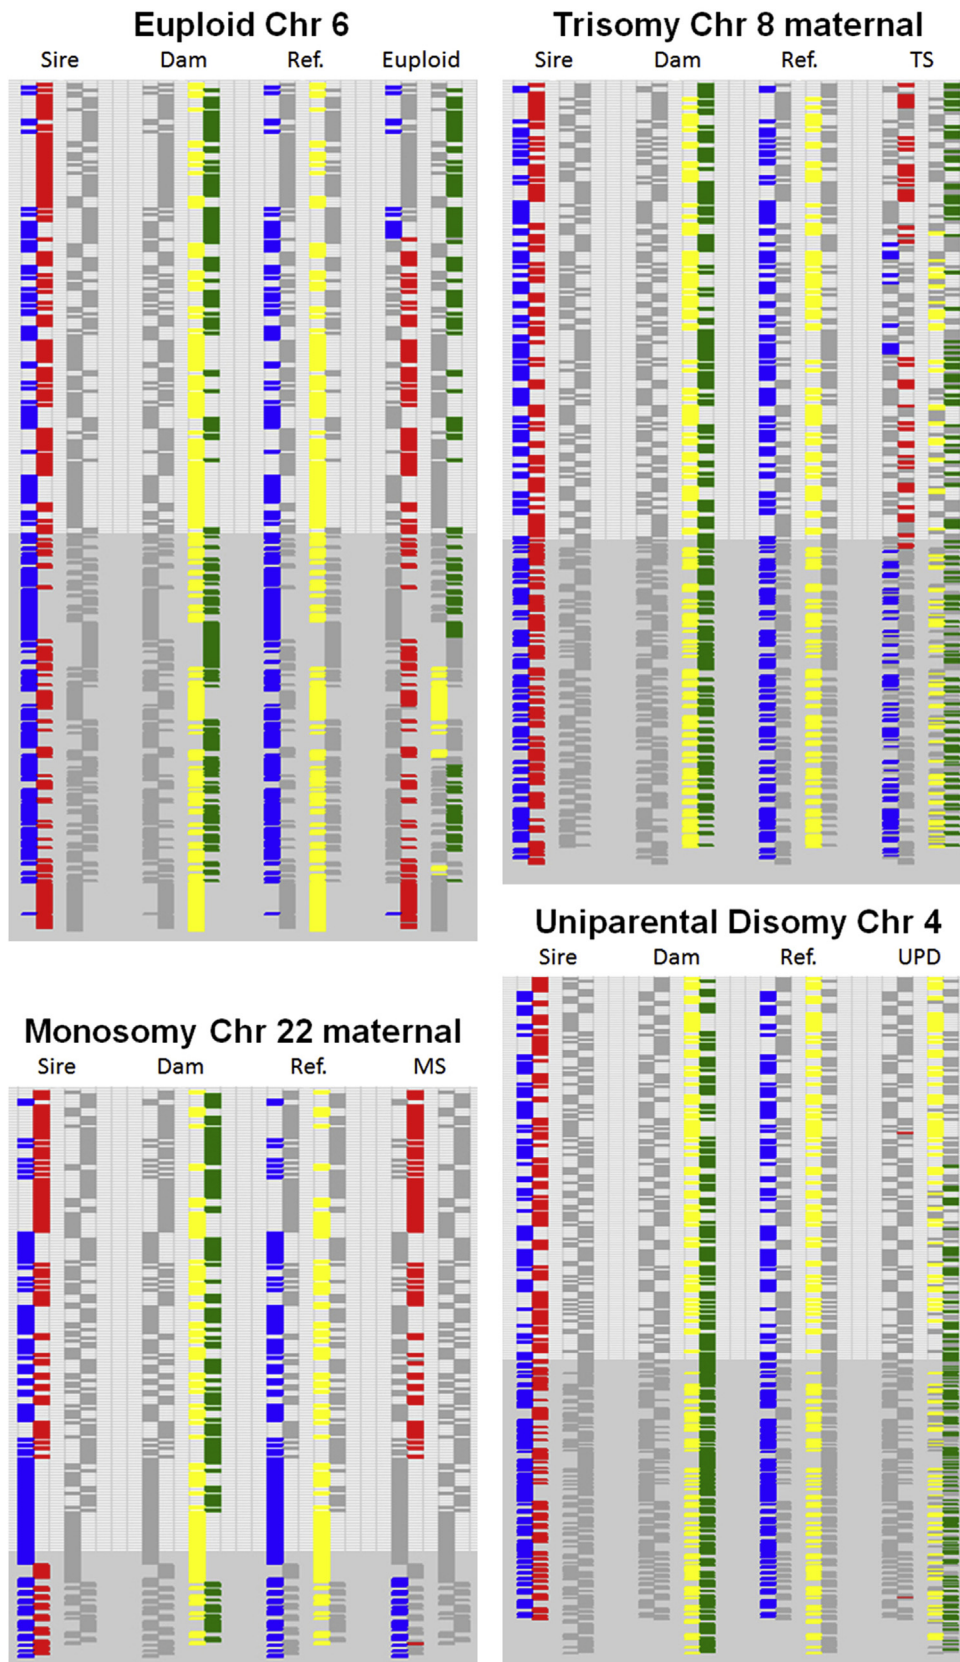 Euploid Chr 6
Sire Dam Ref. Euploid
Trisomy Chr 8 maternal
Sire Dam Ref. TS
Monosomy Chr 22 maternal
Sire Dam Ref. MS
Uniparental Disomy Chr 4
Sire Dam Ref. UPD